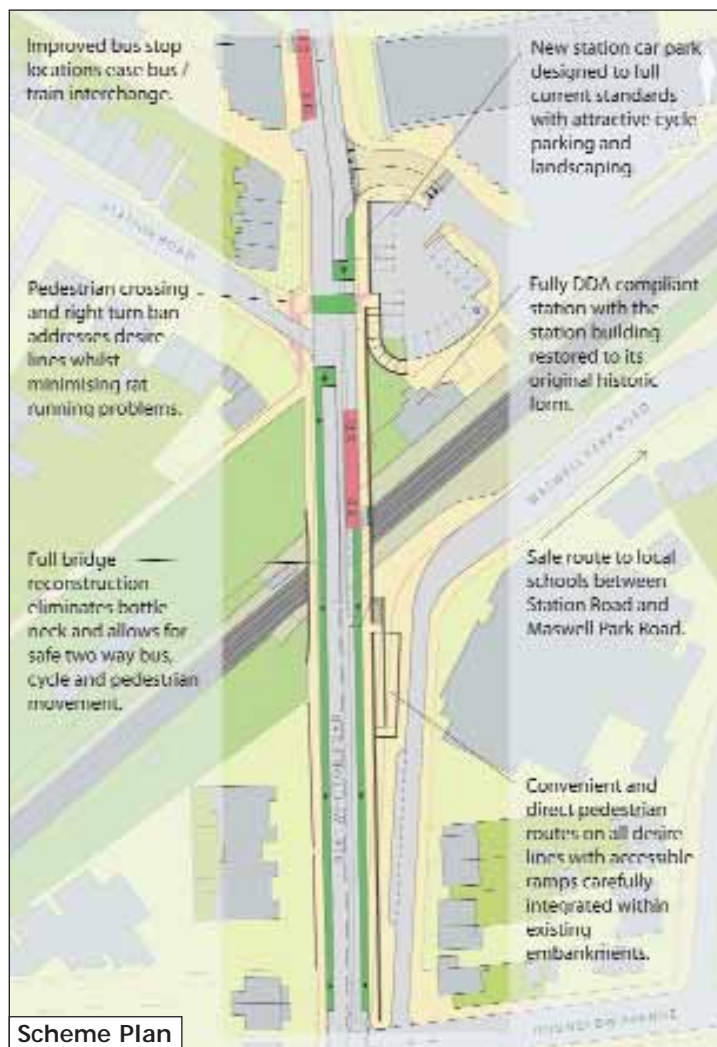 Improved bus stop
locations ease bus /
train interchange.
New station car park
designed to full
current standards
with attractive cycle
parking and
landscaping.
STATION ROAD
Pedestrian crossing
and right turn ban
addresses desire
lines whilst
minimising rat
running problems.
Fully DDA compliant
station with the
station building
restored to its
original historic
form.
MASWELL PARK ROAD
Full bridge
reconstruction
eliminates bottle
neck and allows for
safe two way bus,
cycle and pedestrian
movement.
Safe route to local
schools between
Station Road and
Maswell Park Road.
Convenient and
direct pedestrian
routes on all desire
lines with accessible
ramps carefully
integrated within
existing
embankments.
HOUNSLOW AVENUE
Scheme Plan